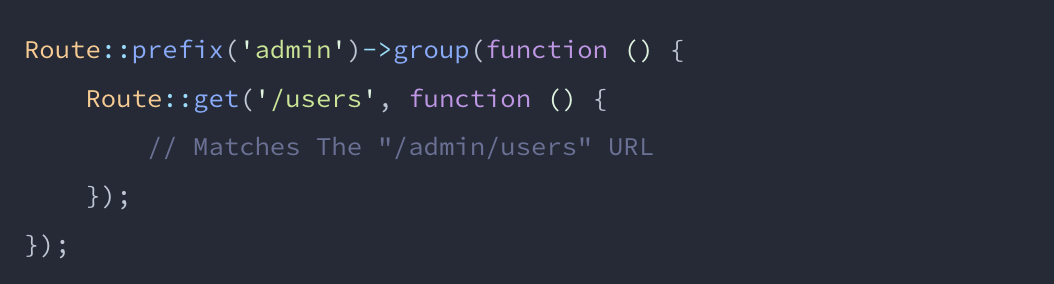 Route::prefix('admin')->group(function () {
    Route::get('/users', function () {
        // Matches The "/admin/users" URL
    });
});